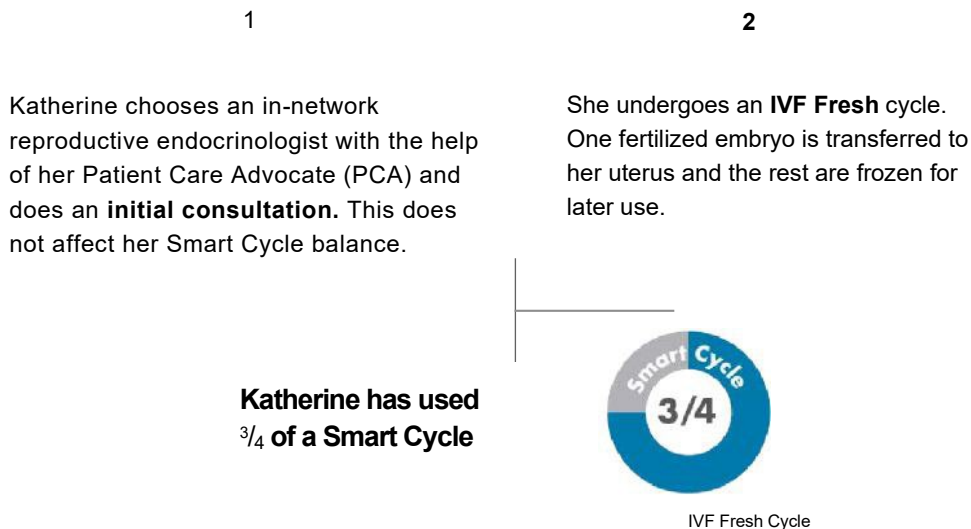 1
Katherine chooses an in-network
reproductive endocrinologist with the help
of her Patient Care Advocate (PCA) and
does an initial consultation. This does
not affect her Smart Cycle balance.
2
She undergoes an IVF Fresh cycle.
One fertilized embryo is transferred to
her uterus and the rest are frozen for
later use.
Katherine has used
3/4 of a Smart Cycle
Smart Cycle
3/4
IVF Fresh Cycle